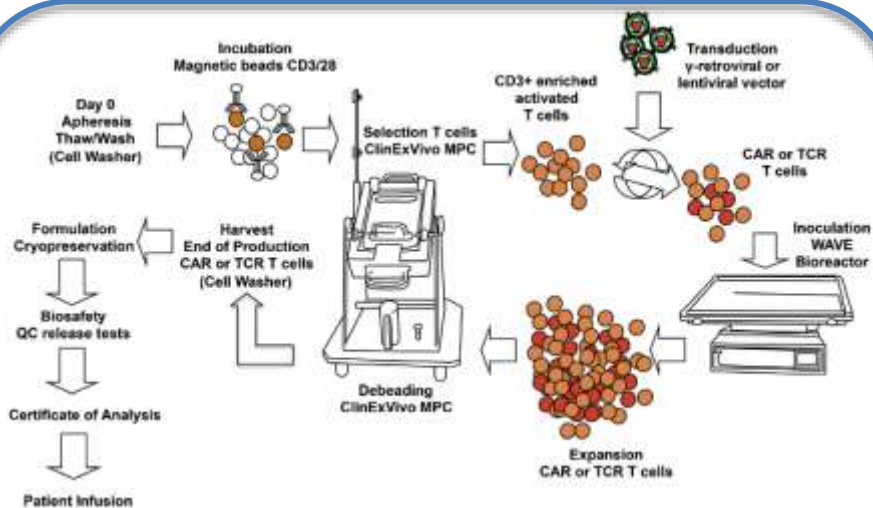 Day 0
Apheresis
Thaw/Wash
(Cell Washer)
Incubation
Magnetic beads CD3/28
Selection T cells
ClinExVivo MPC
CD3+ enriched
activated
T cells
Transduction
γ-retroviral or
lentiviral vector
CAR or TCR
T cells
Inoculation
WAVE
Bioreactor
Expansion
CAR or TCR T cells
Debeading
ClinExVivo MPC
Harvest
End of Production
CAR or TCR T cells
(Cell Washer)
Formulation
Cryopreservation
Biosafety
QC release tests
Certificate of Analysis
Patient Infusion